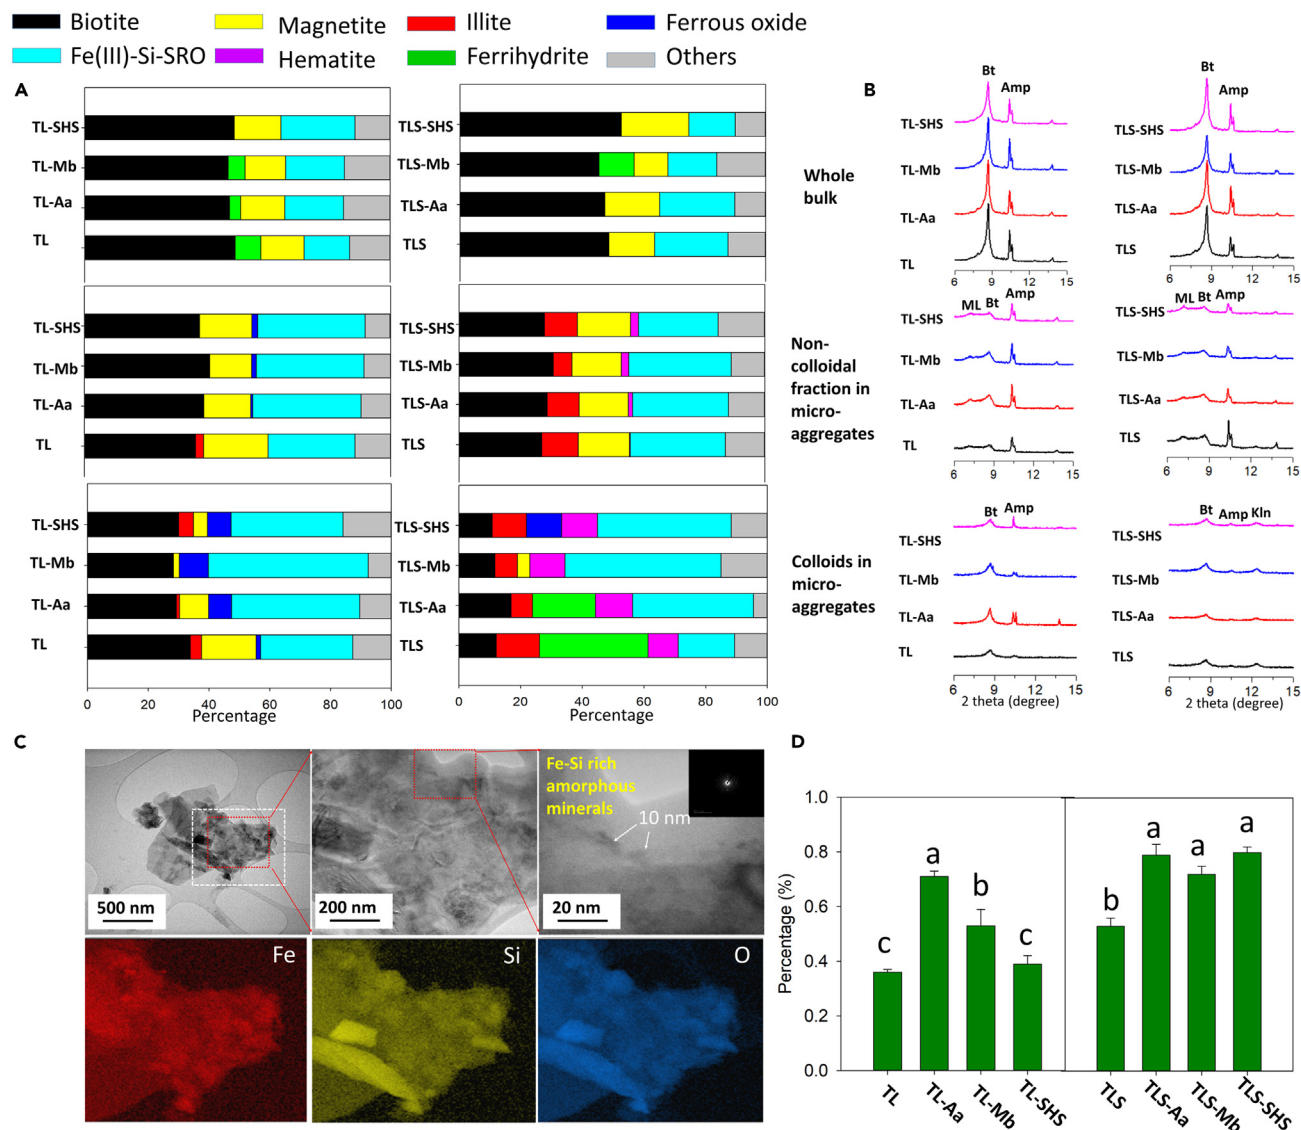 Biotite Magnetite Illite Ferrous oxide
Fe(III)-Si-SRO Hematite Ferrihydrite Others
A
TL-SHS
TL-Mb
TL-Aa
TL
TLS-SHS
TLS-Mb
TLS-Aa
TLS
TL-SHS
TL-Mb
TL-Aa
TL
TLS-SHS
TLS-Mb
TLS-Aa
TLS
TL-SHS
TL-Mb
TL-Aa
TL
0 20 40 60 80 100
Percentage
TLS-SHS
TLS-Mb
TLS-Aa
TLS
0 20 40 60 80 100
Percentage
B
Whole
bulk
Bt
Amp
TL-SHS
TL-Mb
TL-Aa
TL
6 9 12 15
Bt
Amp
TLS-SHS
TLS-Mb
TLS-Aa
TLS
6 9 12 15
Non-
colloidal
fraction in
micro-
aggregates
ML Bt Amp
TL-SHS
TL-Mb
TL-Aa
TL
6 9 12 15
ML Bt Amp
TLS-SHS
TLS-Mb
TLS-Aa
TLS
6 9 12 15
Colloids in
micro-
aggregates
Bt Amp
TL-SHS
TL-Mb
TL-Aa
TL
6 9 12 15
2 theta (degree)
Bt Amp Kln
TLS-SHS
TLS-Mb
TLS-Aa
TLS
6 9 12 15
2 theta (degree)
C
500 nm
200 nm
Fe-Si rich
amorphous
minerals
10 nm
20 nm
Fe
Si
O
D
Percentage (%)
1.0
0.8
0.6
0.4
0.2
0.0
c a b c b a a a
TL TL-Aa TL-Mb TL-SHS TLS TLS-Aa TLS-Mb TLS-SHS